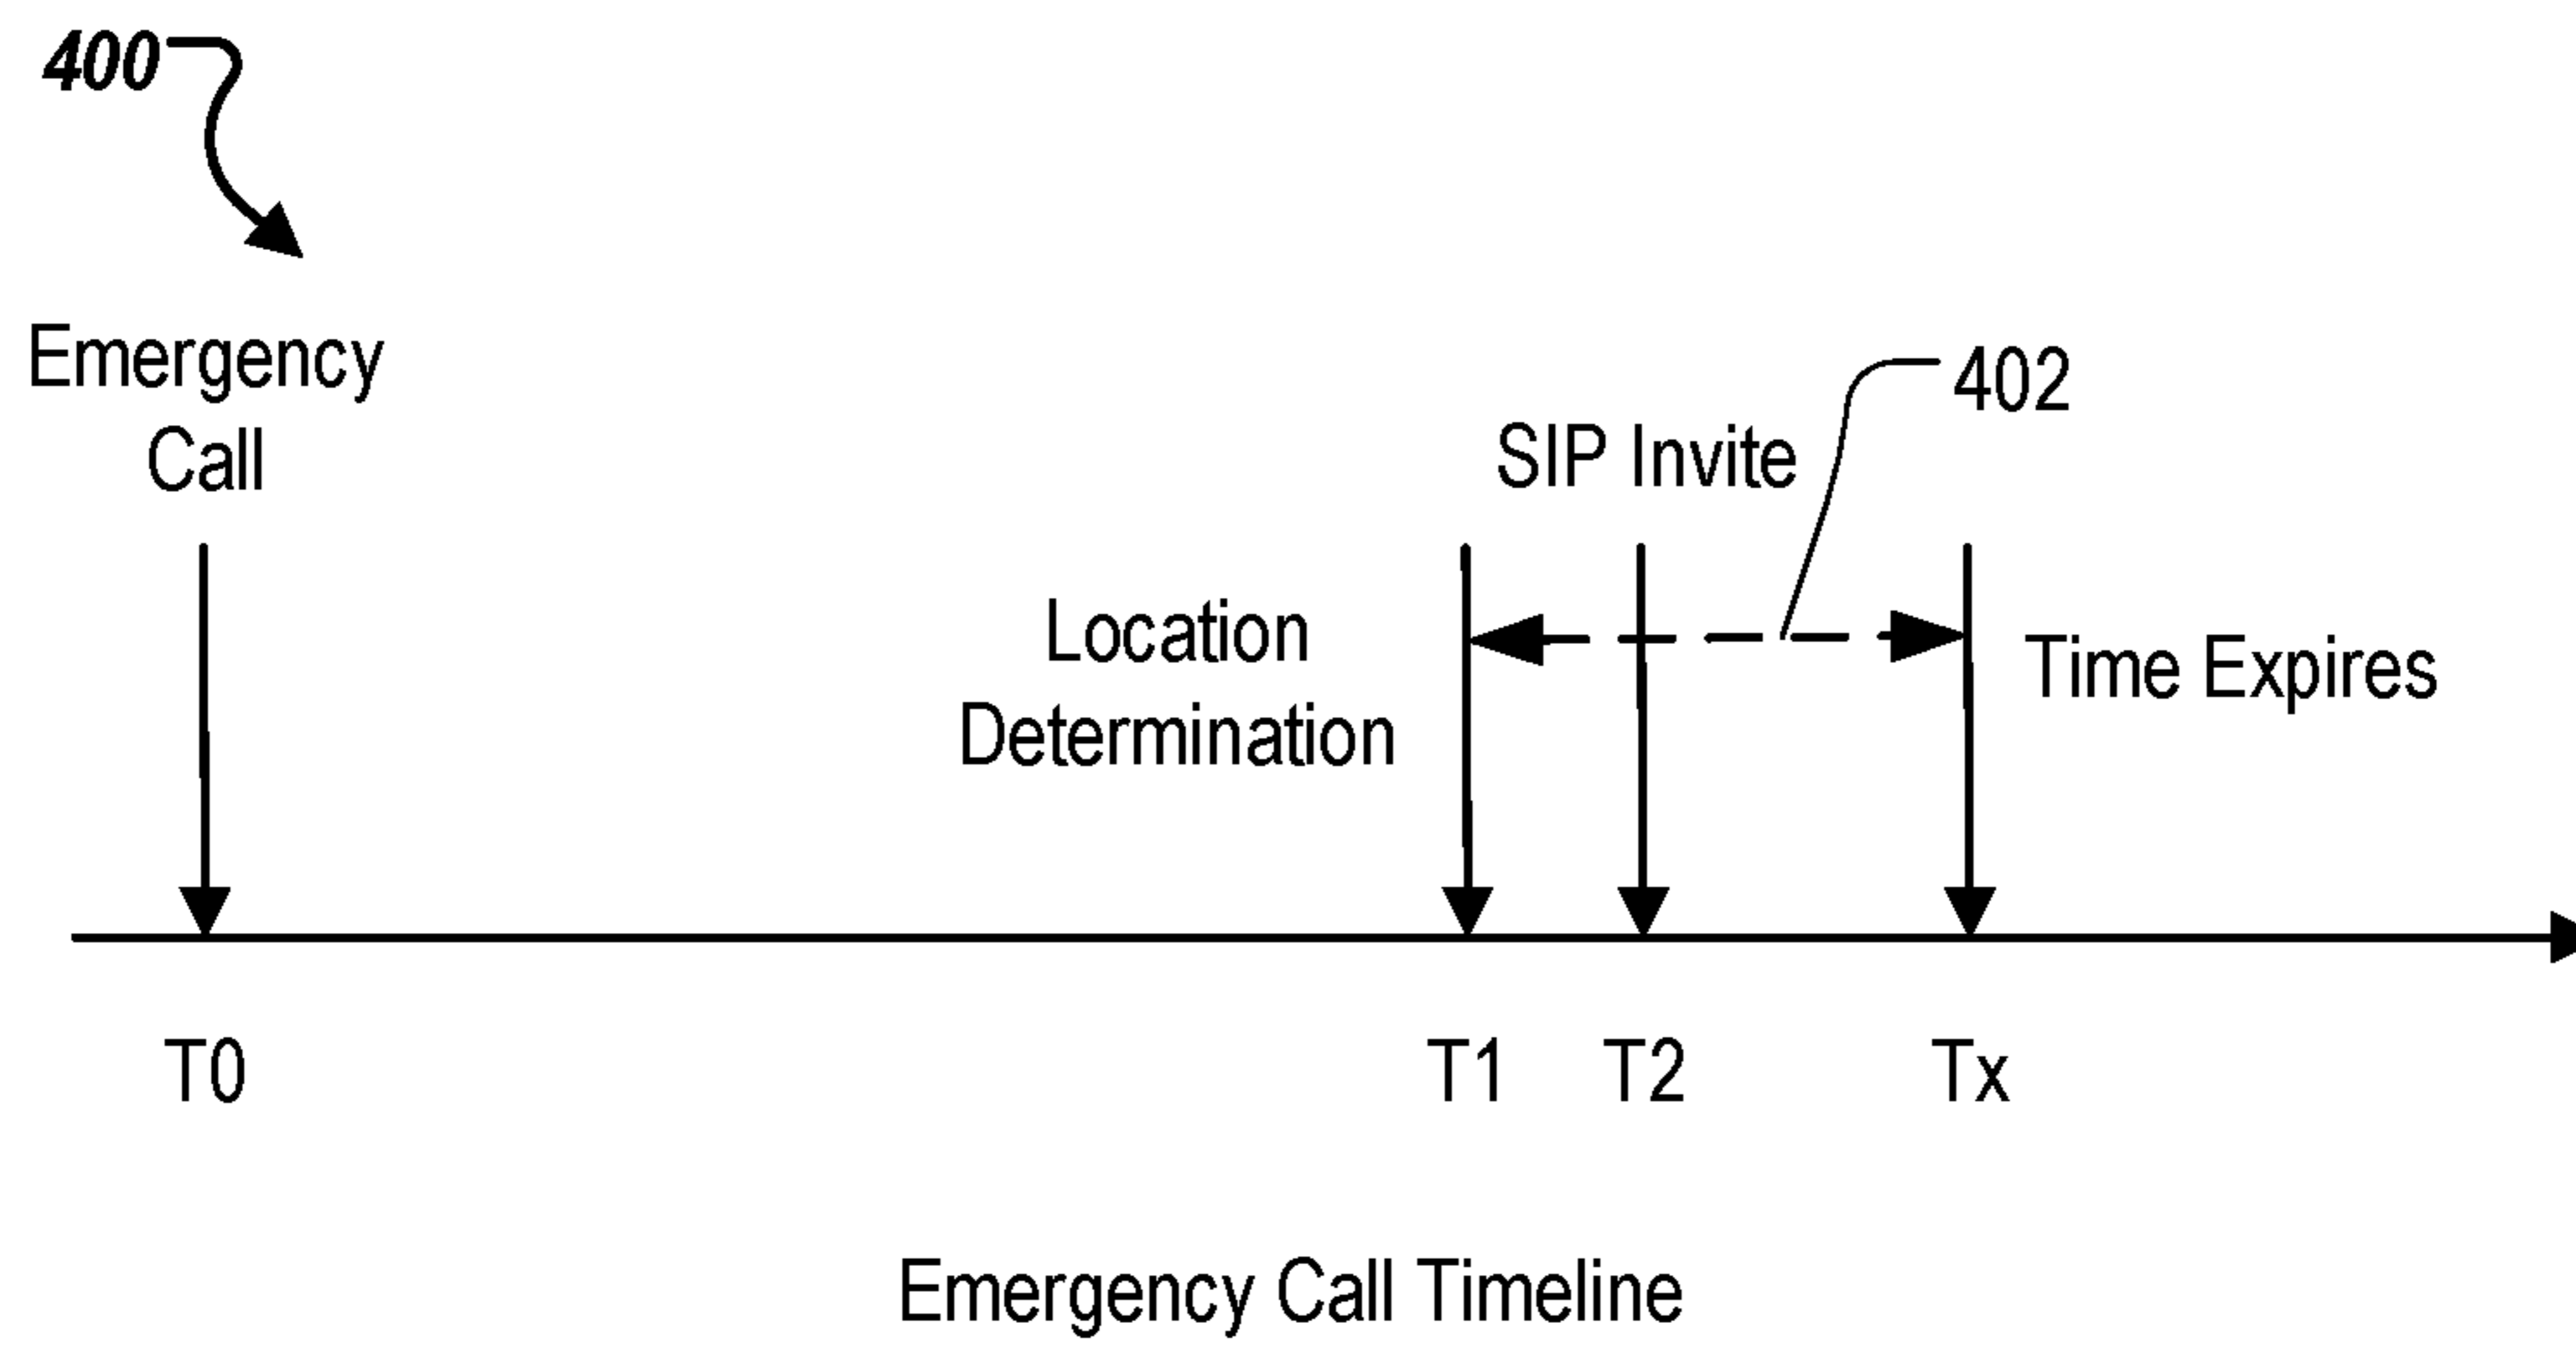 400
Emergency
Call
402
SIP Invite
Location
Determination
Time Expires
T0
T1
T2
Tx
Emergency Call Timeline